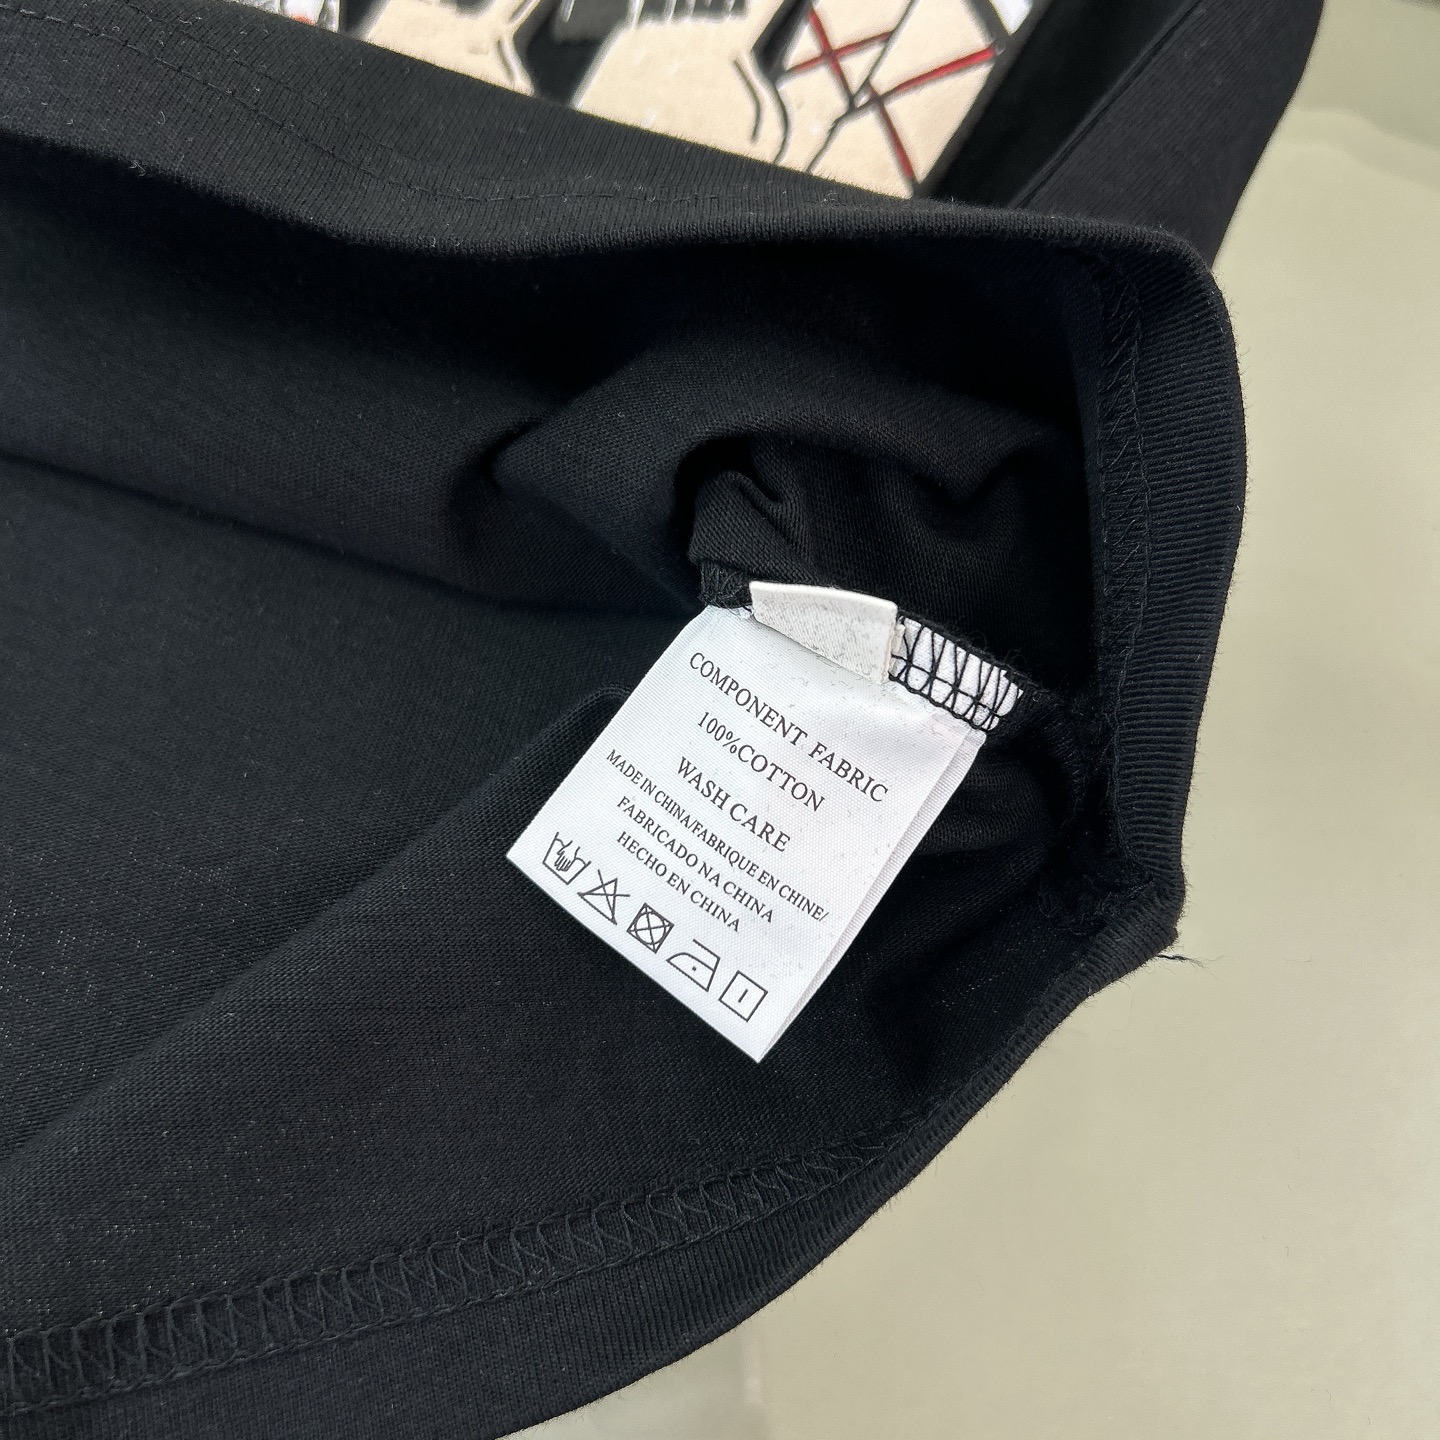 COMPONENT FABRIC
100%COTTON
WASH CARE
MADE IN CHINA/FABRIQUE EN CHINE/
FABRICADO NA CHINA
HECHO EN CHINA